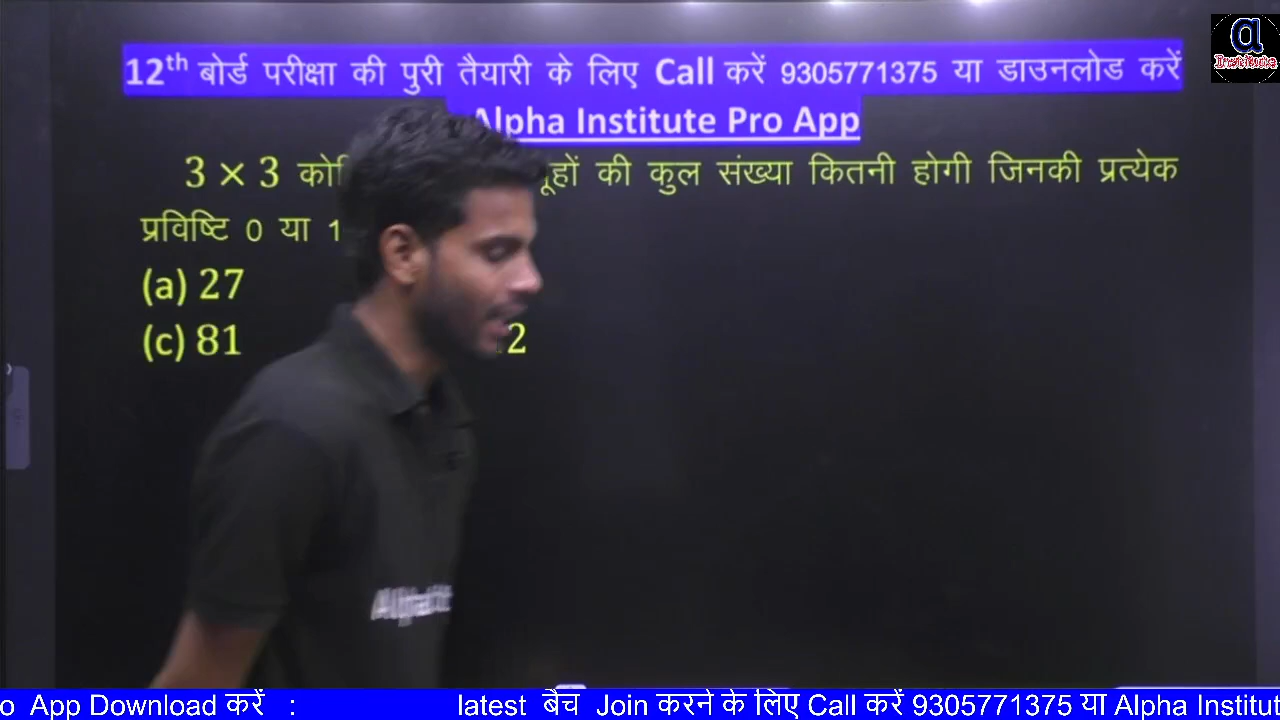 α
Institute
12th बोर्ड परीक्षा की पुरी तैयारी के लिए Call करें 9305771375 या डाउनलोड करें
Alpha Institute Pro App
3 × 3 की कुल संख्या कितनी होगी जिनकी प्रत्येक
प्रविष्टि 0 या 1
(a) 27
(c) 81 2
App Download करें : latest बैच Join करने के लिए Call करें 9305771375 या Alpha